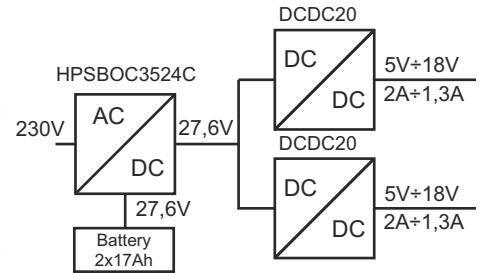 DCDC20
DC
DC
5V÷18V
2A÷1,3A
HPSBOC3524C
230V
AC
DC
27,6V
27,6V
Battery
2x17Ah
DCDC20
DC
DC
5V÷18V
2A÷1,3A